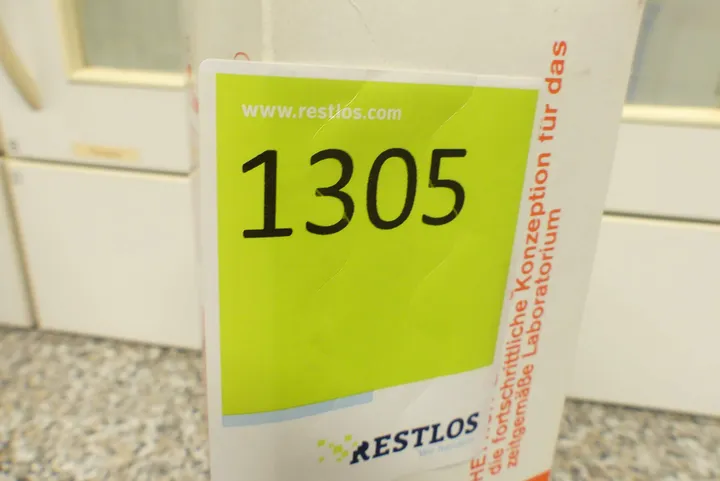 www.restlos.com
1305
RESTLOS
die fortschrittliche Konzeption für das
zeitgemäße Laboratorium